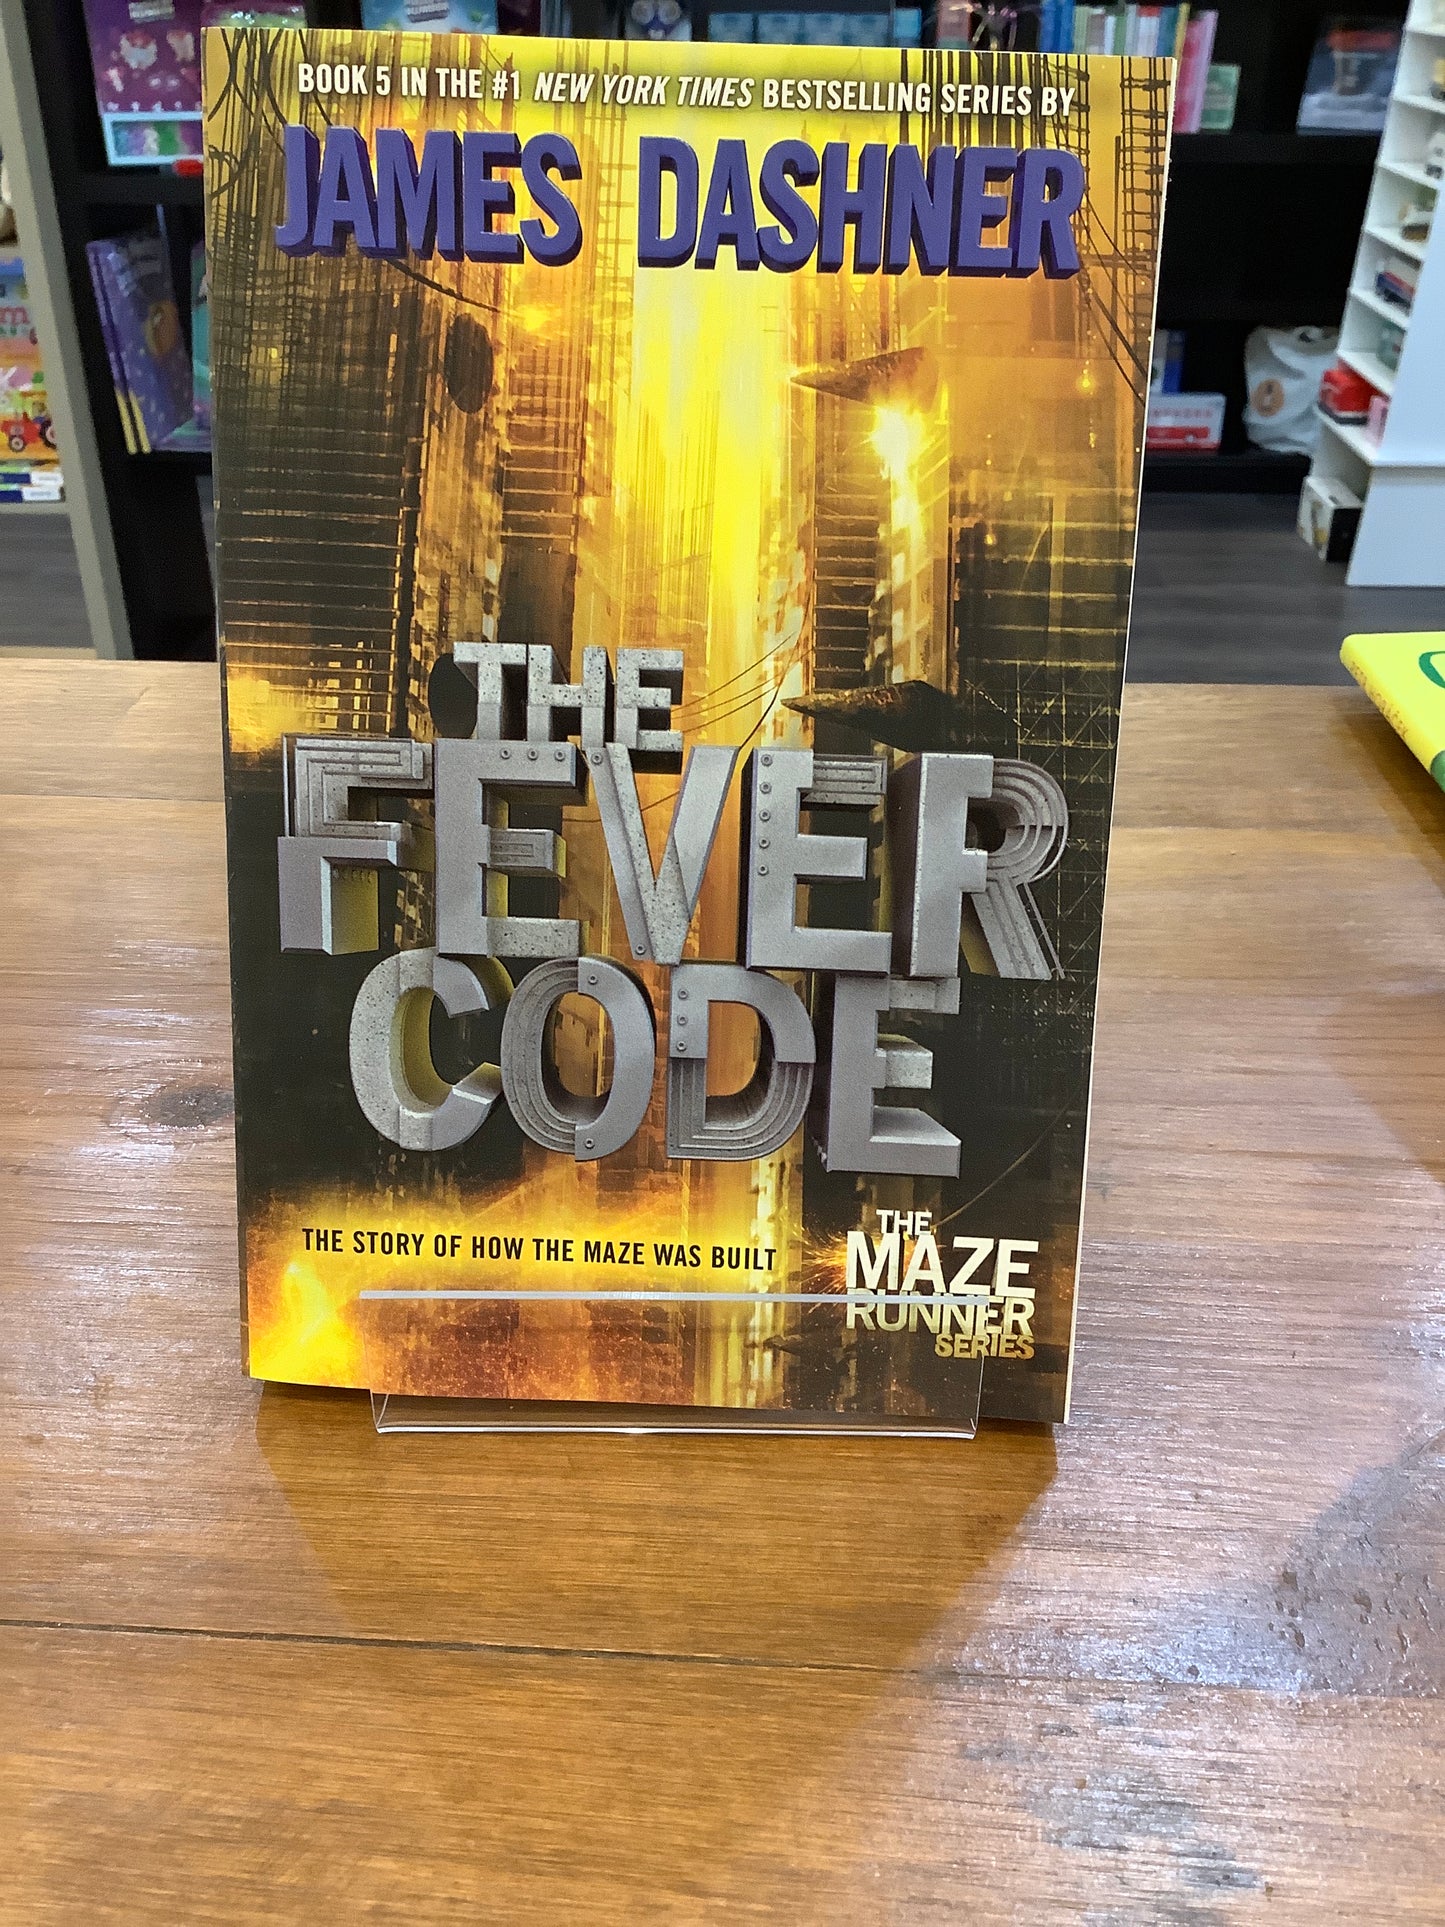 BOOK 5 IN THE #1 NEW YORK TIMES BESTSELLING SERIES BY
JAMES DASHNER
THE
FEVER
CODE
THE STORY OF HOW THE MAZE WAS BUILT
THE
MAZE
RUNNER
SERIES